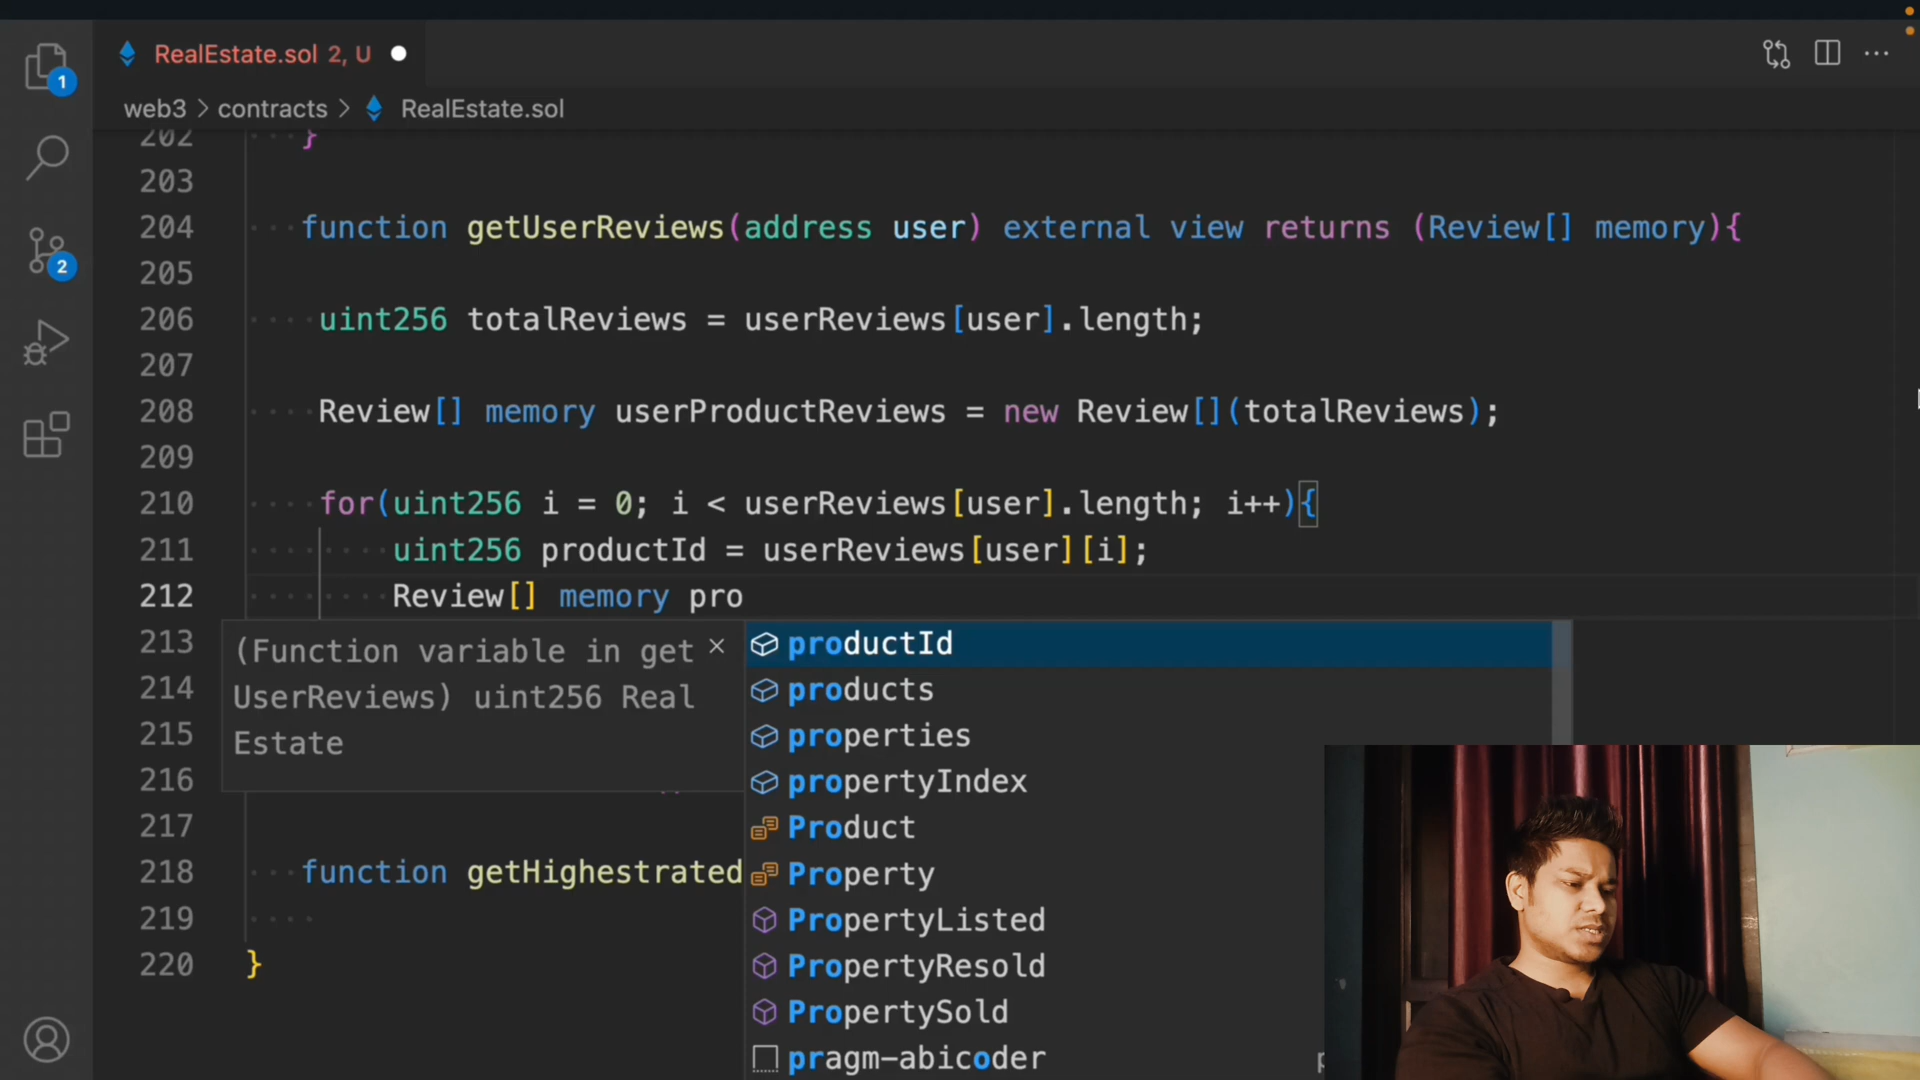 RealEstate.sol 2, U
web3 > contracts > RealEstate.sol
1
2
202 }
203
204 function getUserReviews(address user) external view returns (Review[] memory){
205
206 uint256 totalReviews = userReviews[user].length;
207
208 Review[] memory userProductReviews = new Review[](totalReviews);
209
210 for(uint256 i = 0; i < userReviews[user].length; i++){
211 uint256 productId = userReviews[user][i];
212 Review[] memory pro
213
214
215
216
217
218 function getHighestrated
219
220 }
(Function variable in get
UserReviews) uint256 Real
Estate
productId
products
properties
propertyIndex
Product
Property
PropertyListed
PropertyResold
PropertySold
pragm-abicoder